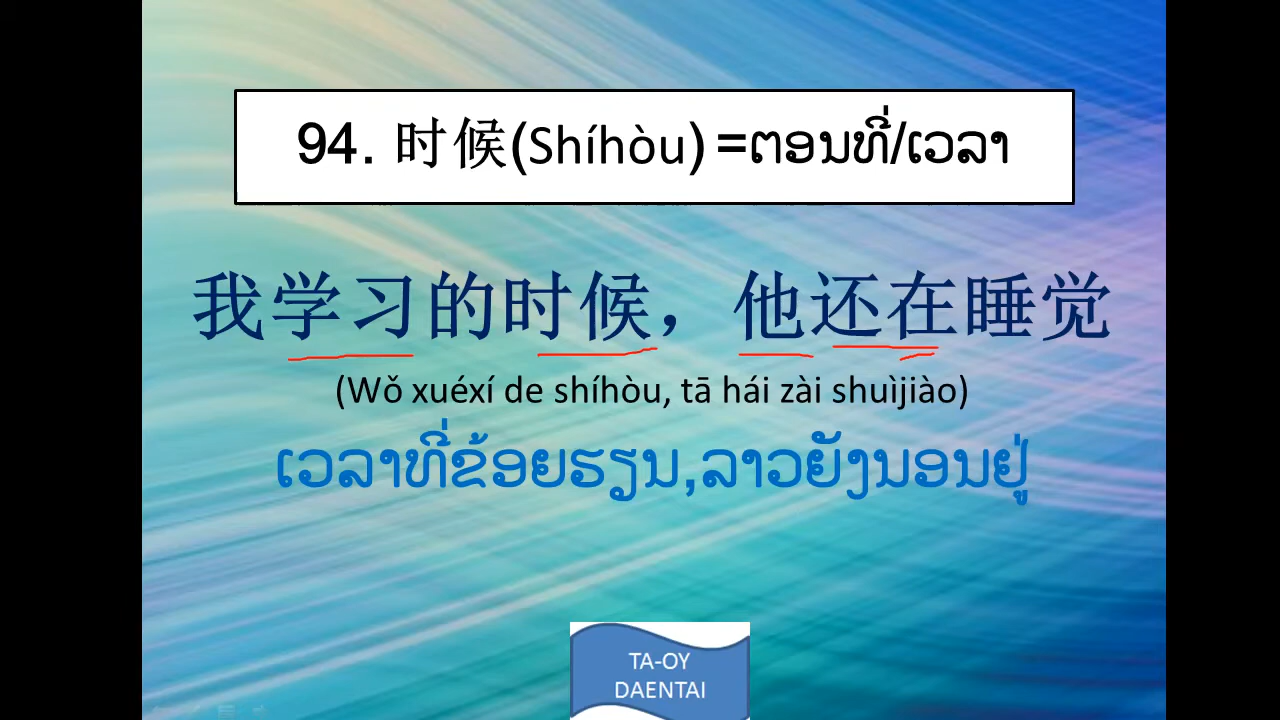 94. 时候(Shíhòu) =ຕອນທີ່/ເວລາ
我学习的时候，他还在睡觉
(Wǒ xuéxí de shíhòu, tā hái zài shuìjiào)
ເວລາທີ່ຂ້ອຍຮຽນ,ລາວຍັງນອນຢູ່
TA-OY
DAENTAI